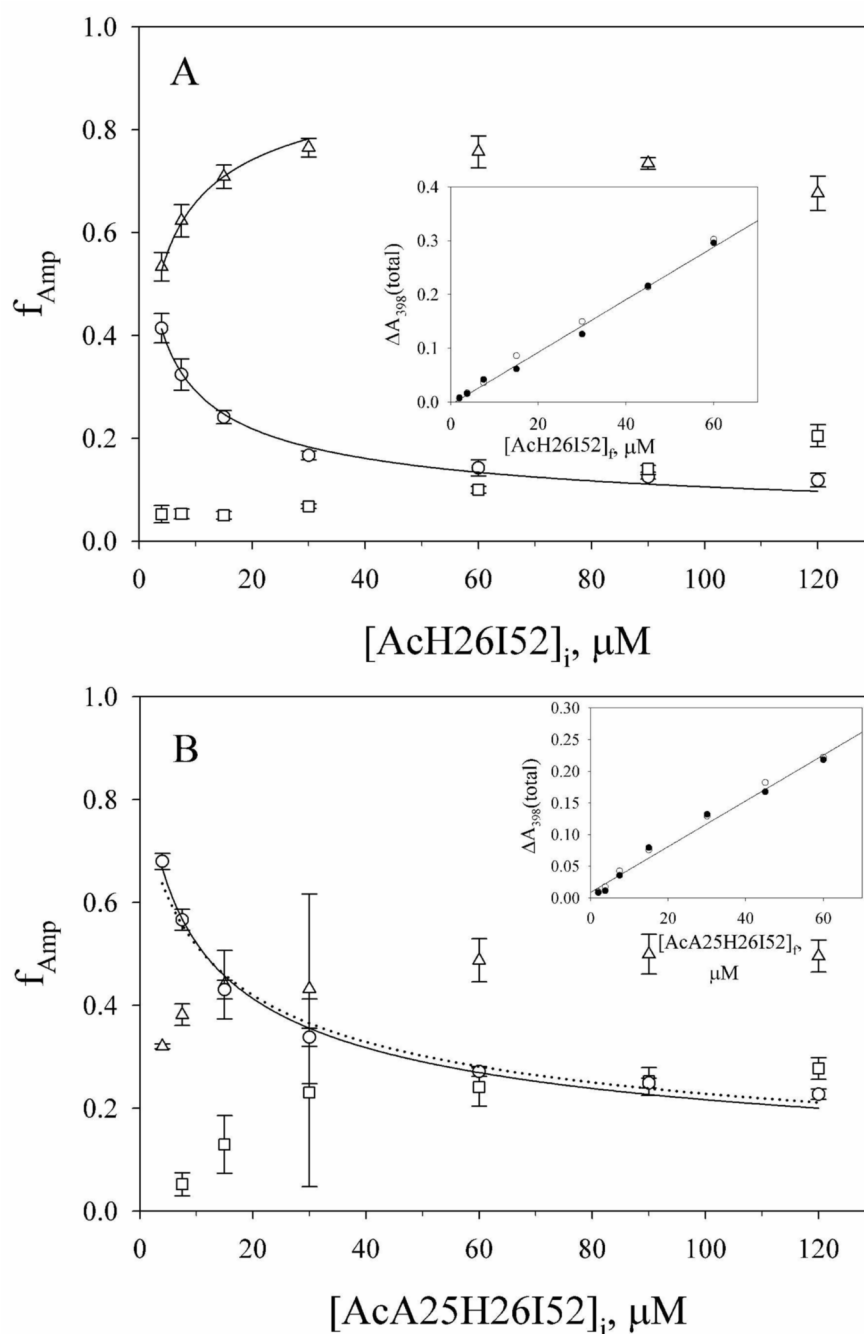 1.0
A
0.8
0.6
0.4
0.2
0.0
f_Amp
0 20 40 60 80 100 120
[AcH26I52]_i, μM
0.4
0.3
0.2
0.1
0.0
ΔA_398(total)
0 20 40 60
[AcH26I52]_f, μM
1.0
B
0.8
0.6
0.4
0.2
0.0
f_Amp
0 20 40 60 80 100 120
[AcA25H26I52]_i, μM
0.30
0.25
0.20
0.15
0.10
0.05
0.00
ΔA_398(total)
0 20 40 60
[AcA25H26I52]_f,
μM